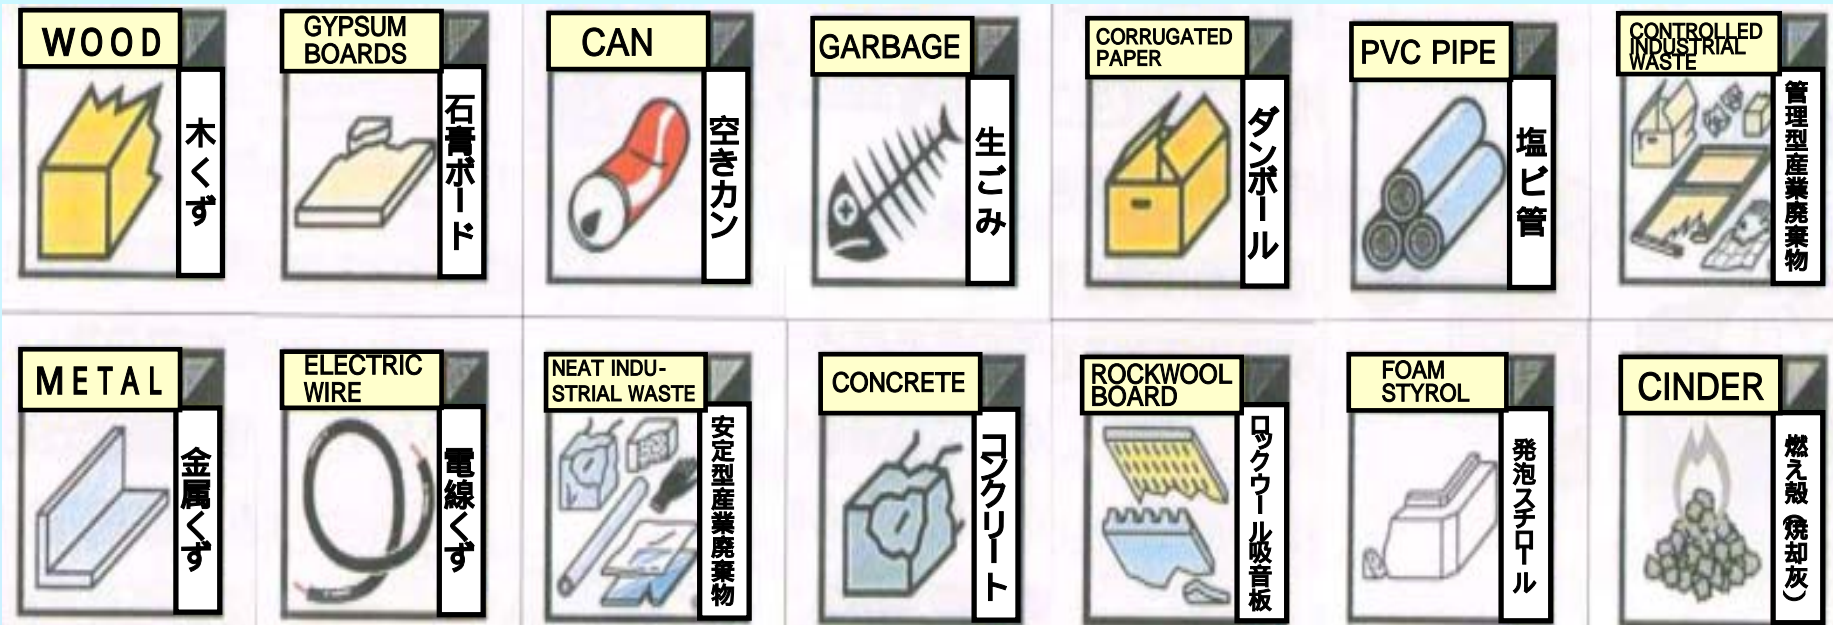 WOOD
木くず
GYPSUM
BOARDS
石膏ボード
CAN
空きカン
GARBAGE
生ごみ
CORRUGATED
PAPER
ダンボール
PVC PIPE
塩ビ管
CONTROLLED
INDUSTRIAL
WASTE
管理型産業廃棄物
METAL
金属くず
ELECTRIC
WIRE
電線くず
NEAT INDU-
STRIAL WASTE
安定型産業廃棄物
CONCRETE
コンクリート
ROCKWOOL
BOARD
ロックウール吸音板
FOAM
STYROL
発泡スチロール
CINDER
燃え殻（焼却灰）